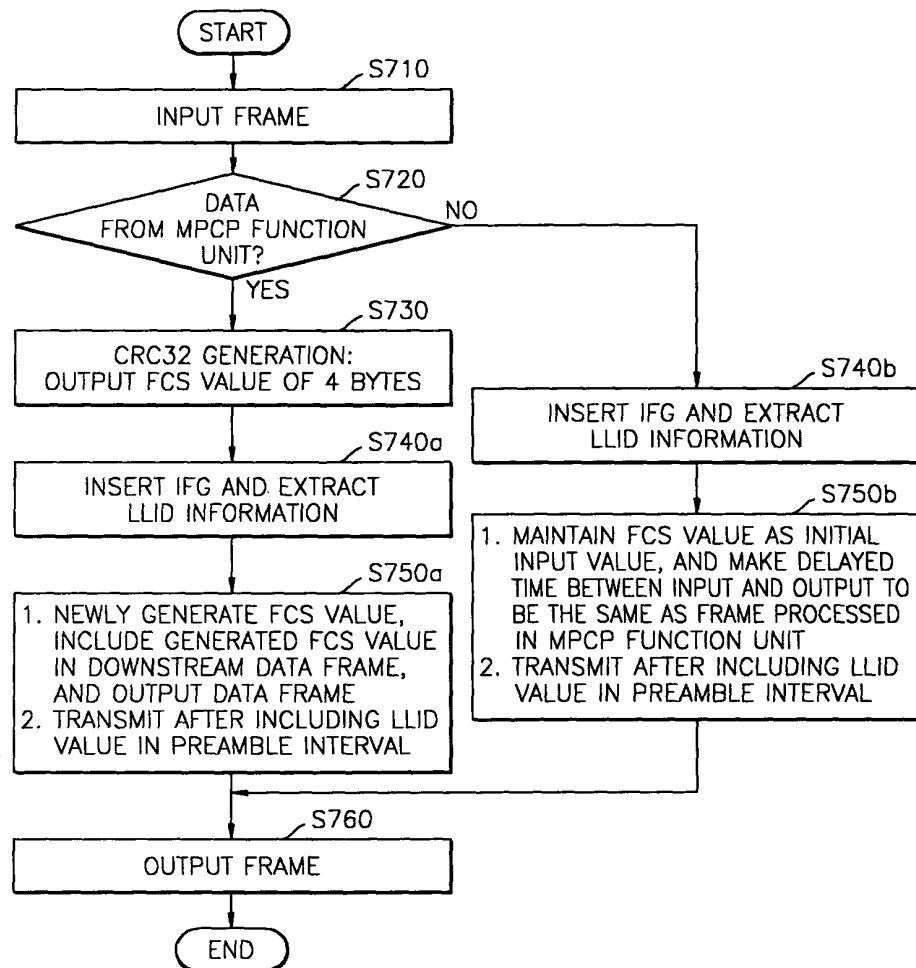 START
S710
INPUT FRAME
S720
DATA
FROM MPCP FUNCTION
UNIT?
NO
YES
S730
CRC32 GENERATION:
OUTPUT FCS VALUE OF 4 BYTES
S740a
INSERT IFG AND EXTRACT
LLID INFORMATION
S750a
1. NEWLY GENERATE FCS VALUE,
INCLUDE GENERATED FCS VALUE
IN DOWNSTREAM DATA FRAME,
AND OUTPUT DATA FRAME
2. TRANSMIT AFTER INCLUDING LLID
VALUE IN PREAMBLE INTERVAL
S740b
INSERT IFG AND EXTRACT
LLID INFORMATION
S750b
1. MAINTAIN FCS VALUE AS INITIAL
INPUT VALUE, AND MAKE DELAYED
TIME BETWEEN INPUT AND OUTPUT TO
BE THE SAME AS FRAME PROCESSED
IN MPCP FUNCTION UNIT
2. TRANSMIT AFTER INCLUDING LLID
VALUE IN PREAMBLE INTERVAL
S760
OUTPUT FRAME
END